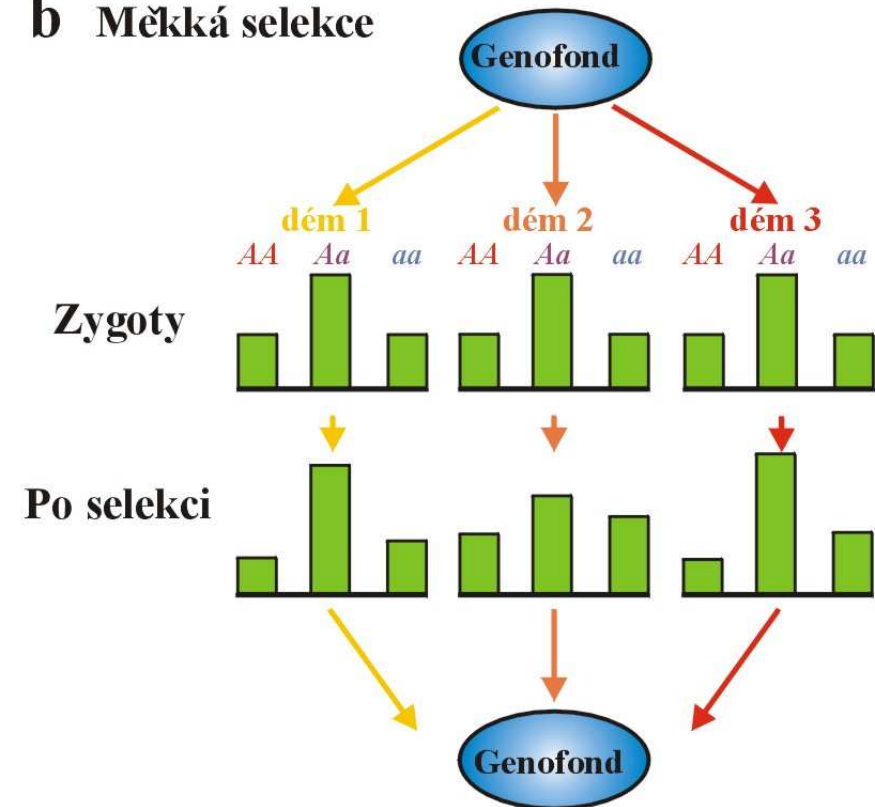 b Měkká selekce
Genofond
dém 1 dém 2 dém 3
AA Aa aa AA Aa aa AA Aa aa
Zygoty
Po selekci
Genofond